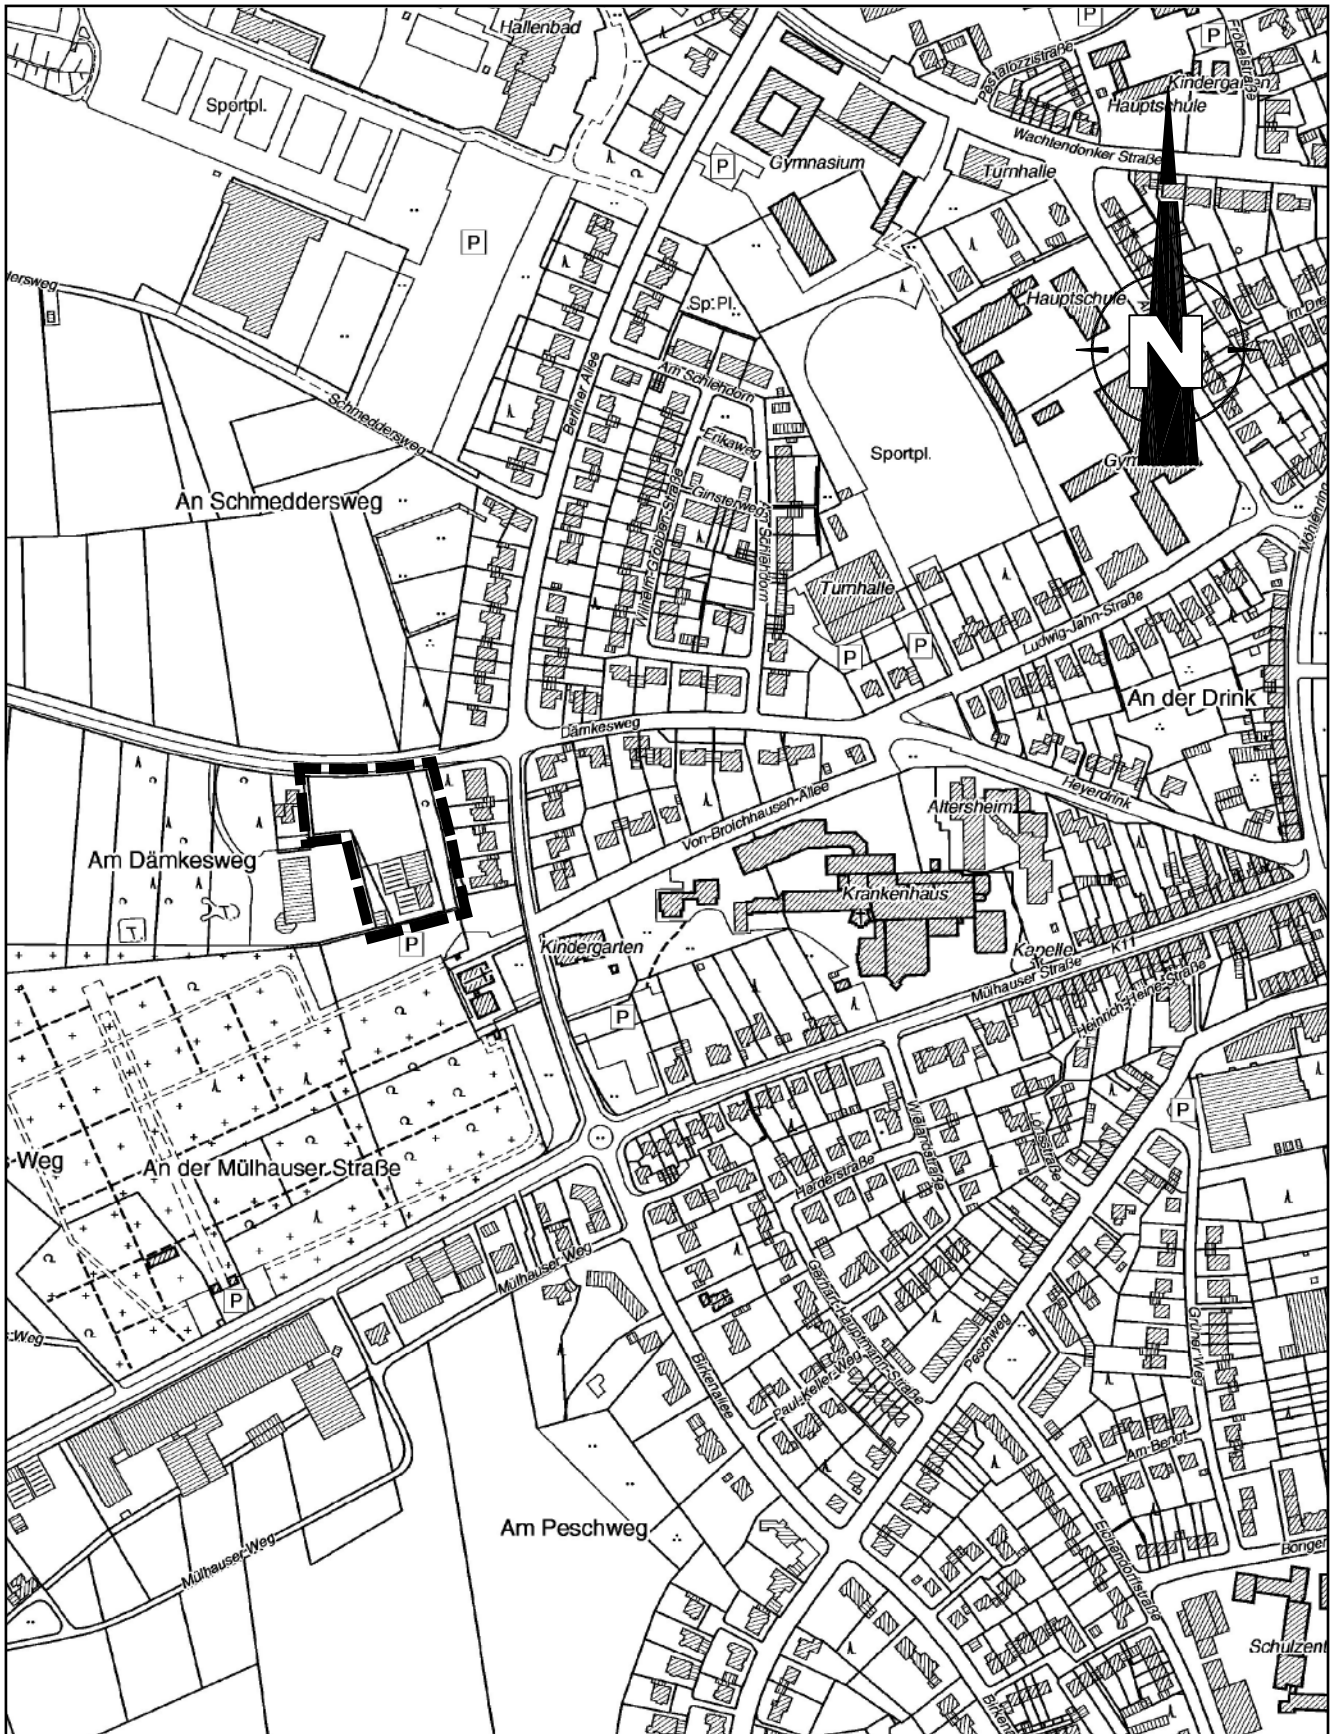 Hallenbad
P
Pestalozzistraße
P
Fröbelstraße
Kindergarten
Hauptschule
Sportpl.
Wachtendonker Straße
P
Gymnasium
Turnhalle
P
Hauptschule
Sp.Pl.
N
Berliner Allee
Am Schlehdorn
Schmeddersweg
Erikaweg
Sportpl.
An Schmeddersweg
Ginsterweg
Wilhelm-Grobben-Straße
Schlehdorn
Turnhalle
Ludwig-Jahn-Straße
P
P
An der Drink
Dämkesweg
Heyerdrink
Von-Broichhausen-Allee
Altersheim
Am Dämkesweg
Krankenhaus
T
P
Kindergarten
Kapelle
K11
Mülhauser Straße
Heinrich-Heine-Straße
P
P
Wielandstraße
Lönsstraße
Herderstraße
s-Weg
An der Mülhauser Straße
Mülhauser-Weg
P
Gerhart-Hauptmann-Straße
Peschweg
Grüner Weg
s-Weg
Birkenallee
Paul-Keller-Weg
Am-Bengt
Am Peschweg
Eichendorffstraße
Mülhauser-Weg
Bönger
Schulzent
Birken